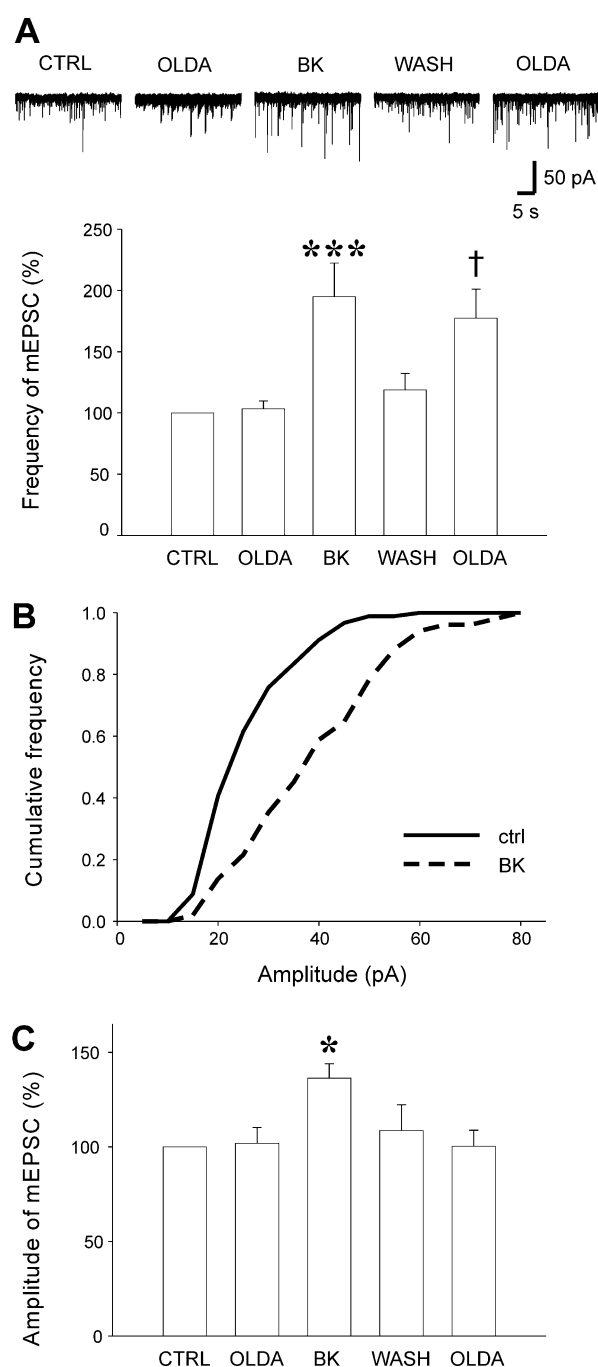 A
CTRL OLDA BK WASH OLDA
50 pA
5 s
Frequency of mEPSC (%)
250
200
150
100
50
0
***
†
CTRL OLDA BK WASH OLDA
B
Cumulative frequency
1.0
0.8
0.6
0.4
0.2
0.0
ctrl
BK
0 20 40 60 80
Amplitude (pA)
C
Amplitude of mEPSC (%)
150
100
50
0
*
CTRL OLDA BK WASH OLDA